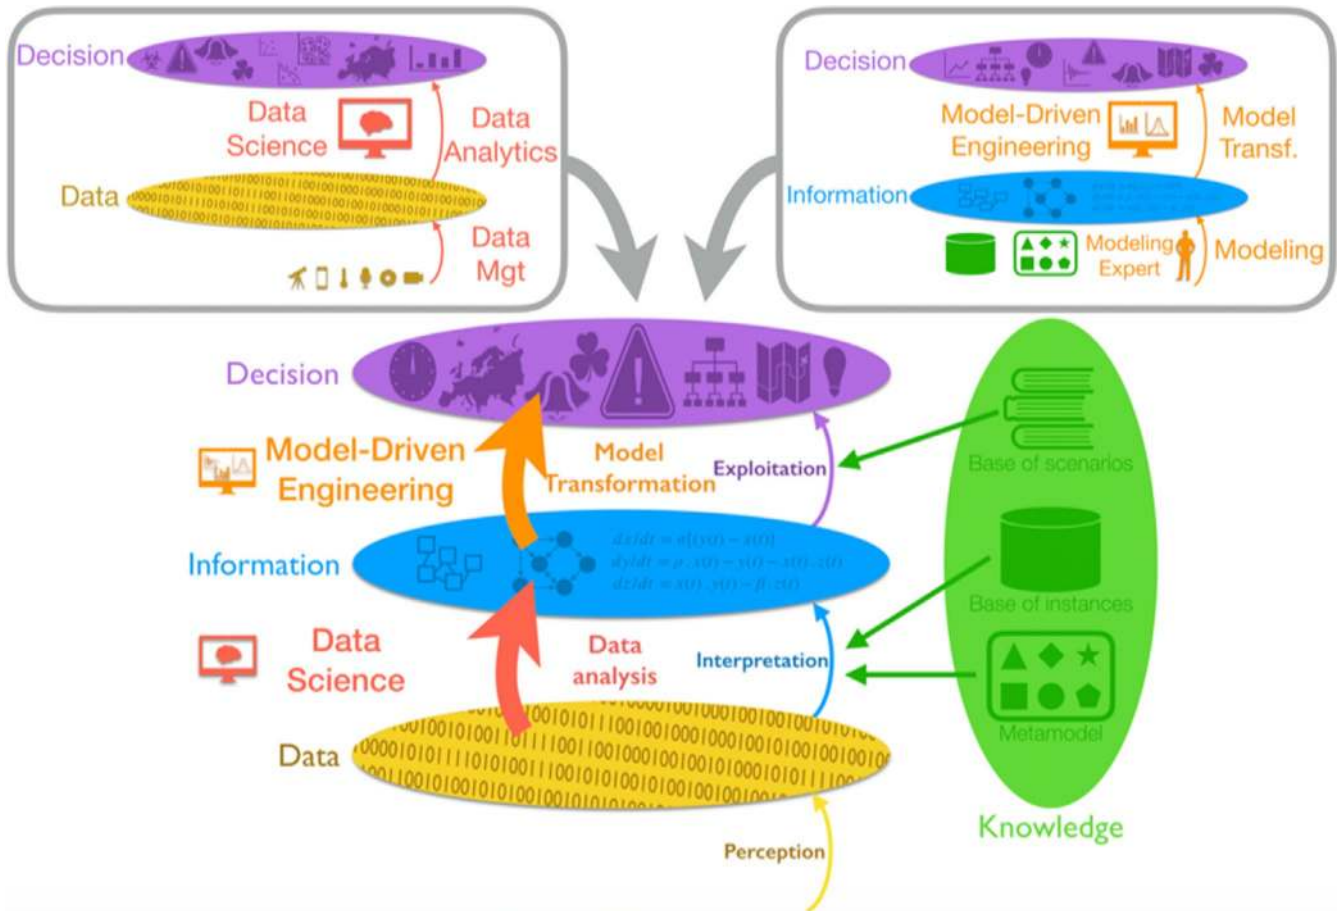 Decision
Data
Science
Data
Analytics
Data
Data
Mgt
Decision
Model-Driven
Engineering
Model
Transf.
Information
Modeling
Expert
Modeling
Decision
Model-Driven
Engineering
Model
Transformation
Exploitation
Base of scenarios
Information
Base of instances
Data
Science
Data
analysis
Interpretation
Metamodel
Data
Knowledge
Perception